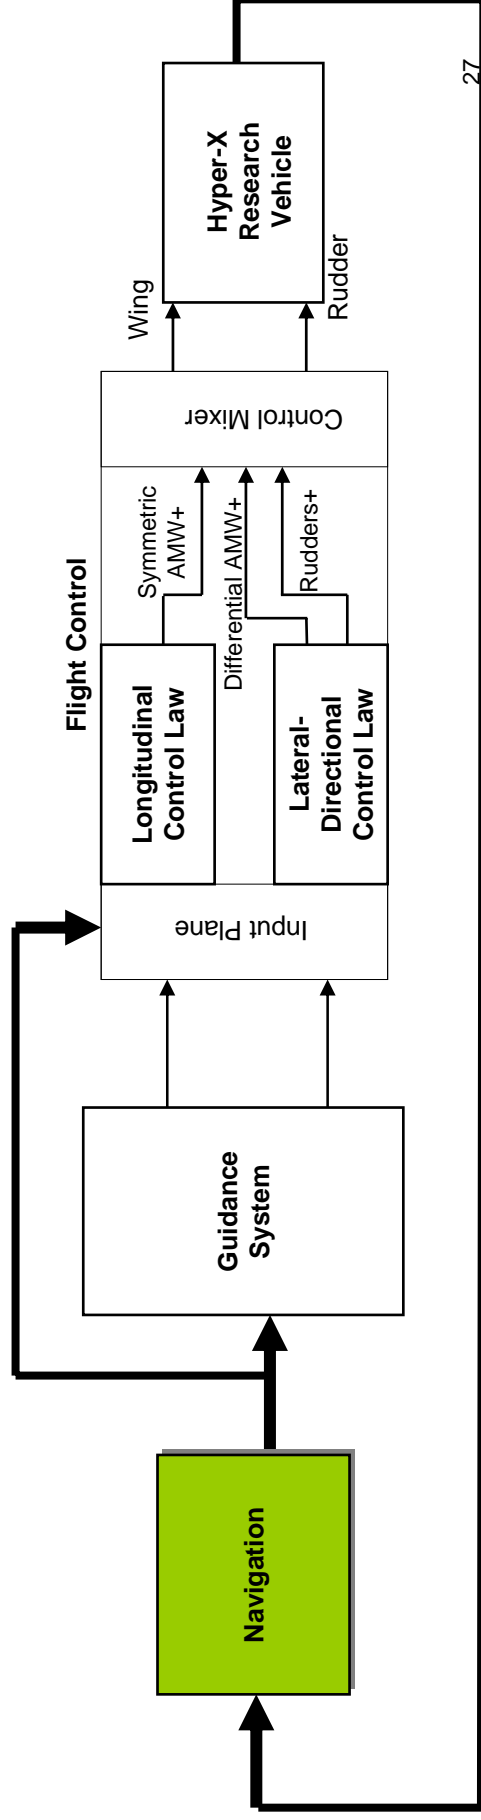 Flight Control
Navigation
Guidance
System
Input Plane
Longitudinal
Control Law
Lateral-
Directional
Control Law
Symmetric
AMW+
Differential AMW+
Rudders+
Control Mixer
Wing
Rudder
Hyper-X
Research
Vehicle
27